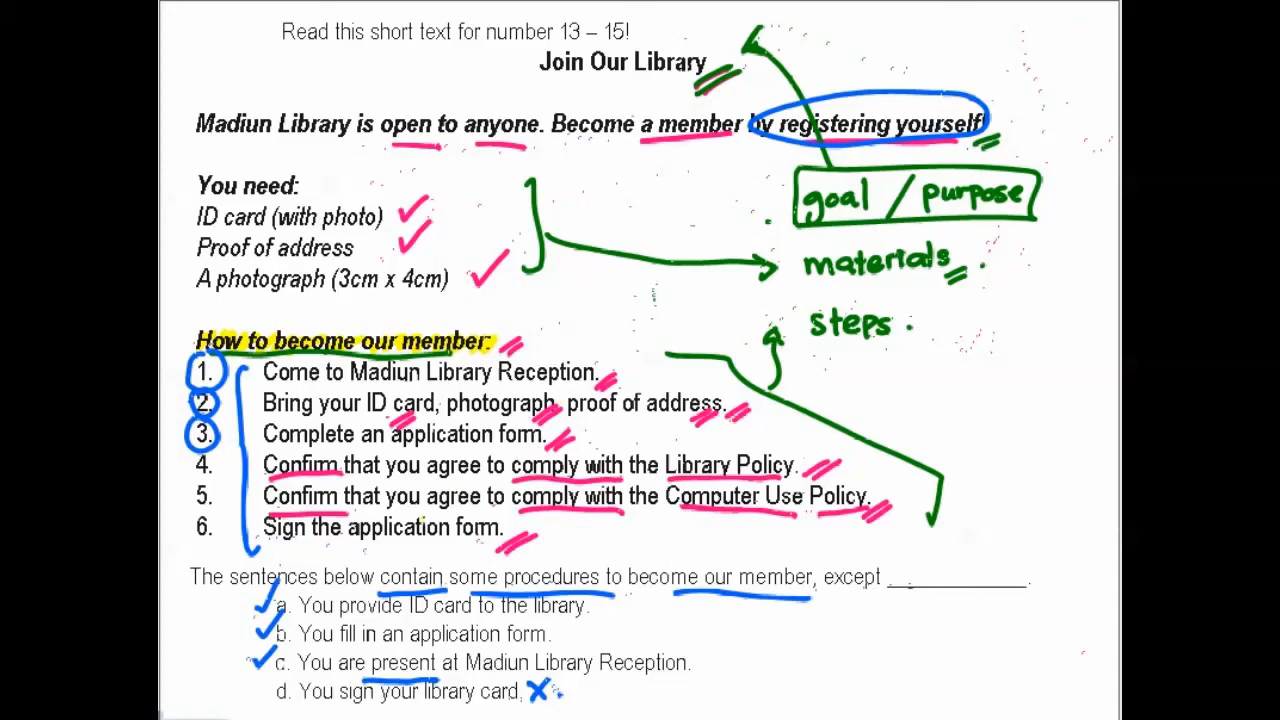 Read this short text for number 13 – 15!
Join Our Library
Madiun Library is open to anyone. Become a member by registering yourself!
goal / purpose
You need:
ID card (with photo)
Proof of address
A photograph (3cm x 4cm)
materials.
steps.
How to become our member:
1. Come to Madiun Library Reception.
2. Bring your ID card, photograph, proof of address.
3. Complete an application form.
4. Confirm that you agree to comply with the Library Policy.
5. Confirm that you agree to comply with the Computer Use Policy.
6. Sign the application form.
The sentences below contain some procedures to become our member, except ____________.
a. You provide ID card to the library.
b. You fill in an application form.
c. You are present at Madiun Library Reception.
d. You sign your library card,